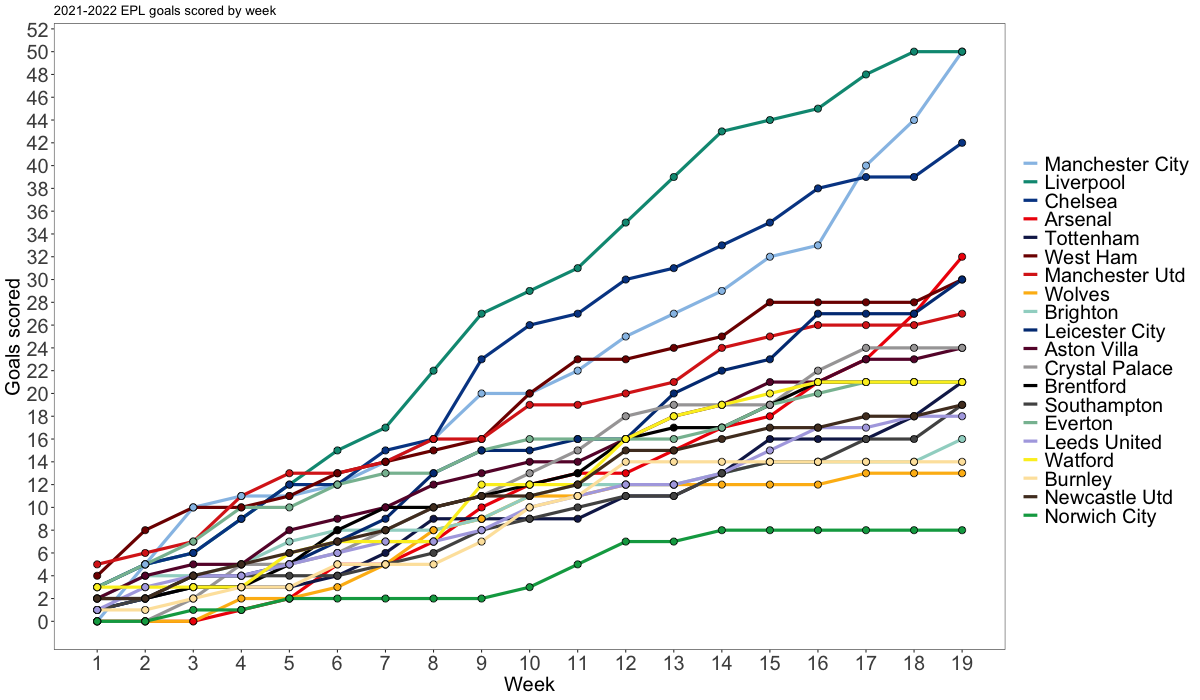 2021-2022 EPL goals scored by week
52
50
48
46
44
42
40
38
36
34
32
30
28
26
24
22
20
18
16
14
12
10
8
6
4
2
0
Goals scored
1 2 3 4 5 6 7 8 9 10 11 12 13 14 15 16 17 18 19
Week
Manchester City
Liverpool
Chelsea
Arsenal
Tottenham
West Ham
Manchester Utd
Wolves
Brighton
Leicester City
Aston Villa
Crystal Palace
Brentford
Southampton
Everton
Leeds United
Watford
Burnley
Newcastle Utd
Norwich City